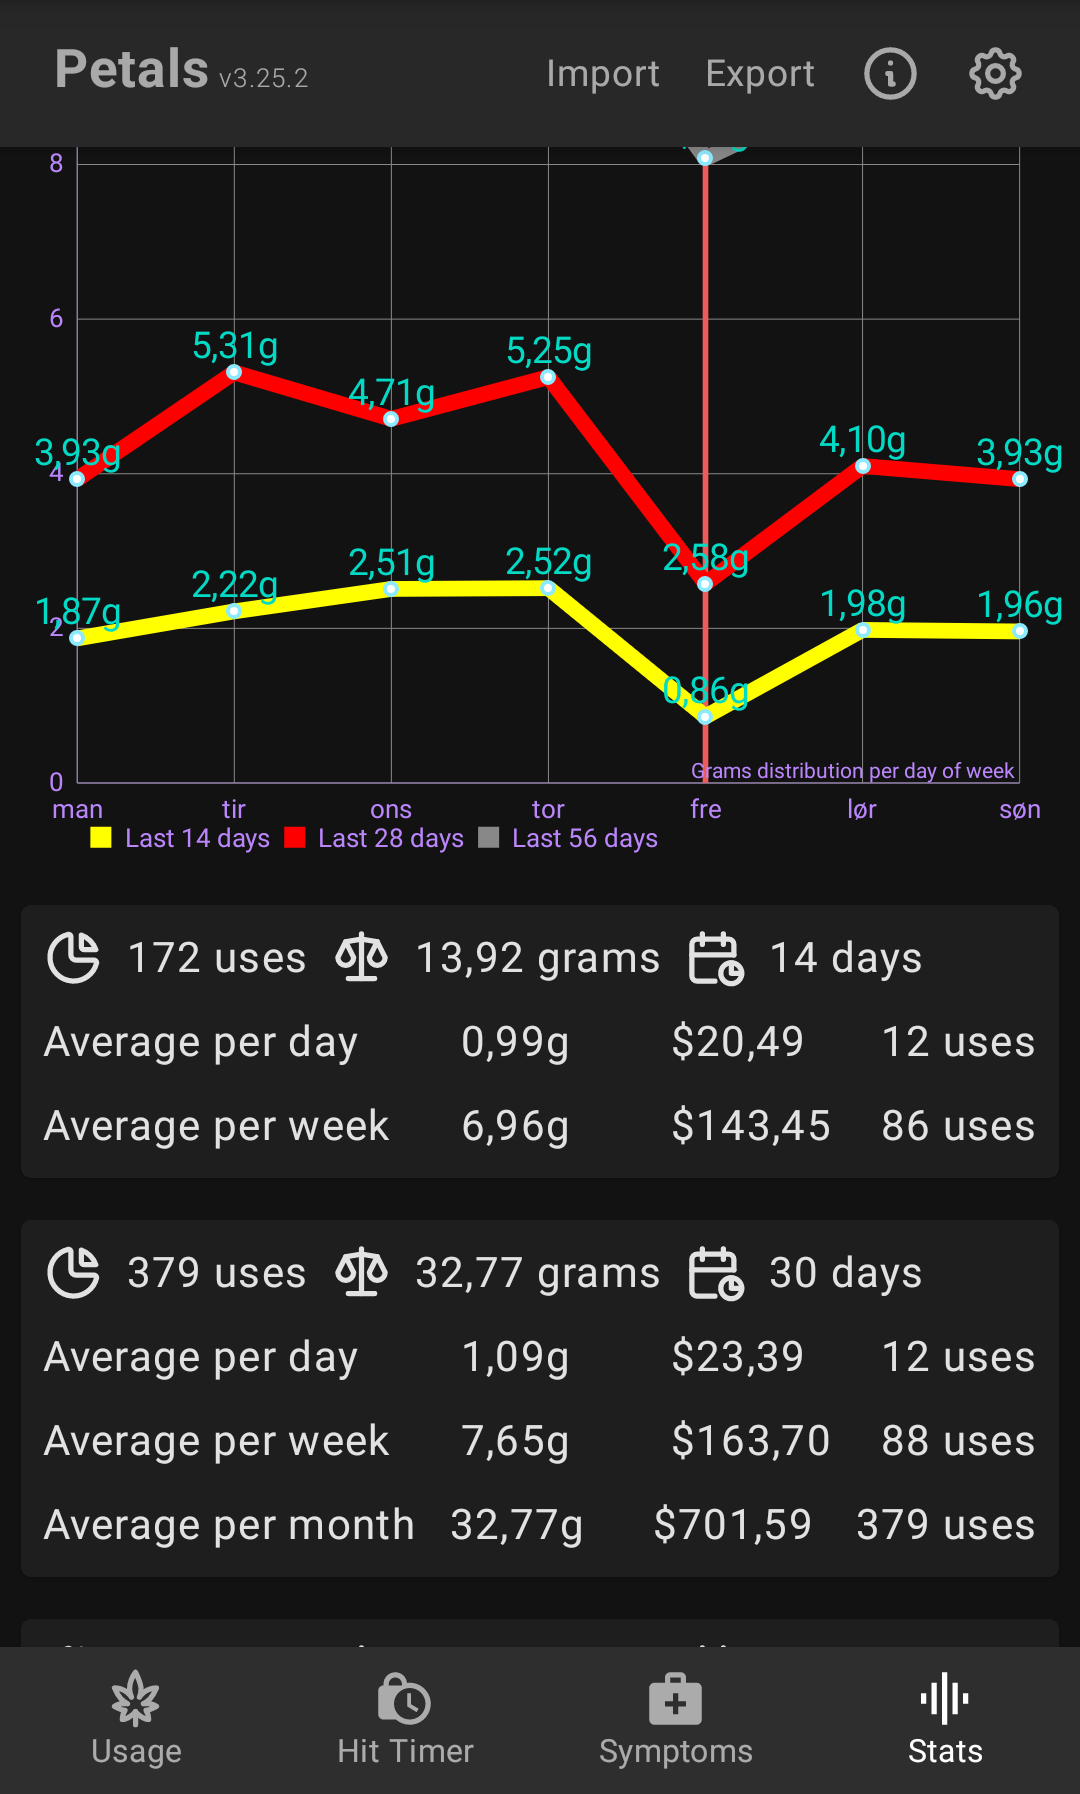 Petals v3.25.2 Import Export
8
6
5,31g 5,25g
4,71g
4,10g
3,93g 3,93g
4
2,58g
2,51g 2,52g
2,22g
1,87g 1,98g 1,96g
2
0,86g
Grams distribution per day of week
0
man tir ons tor fre lør søn
Last 14 days Last 28 days Last 56 days
172 uses 13,92 grams 14 days
Average per day 0,99g $20,49 12 uses
Average per week 6,96g $143,45 86 uses
379 uses 32,77 grams 30 days
Average per day 1,09g $23,39 12 uses
Average per week 7,65g $163,70 88 uses
Average per month 32,77g $701,59 379 uses
Usage Hit Timer Symptoms Stats